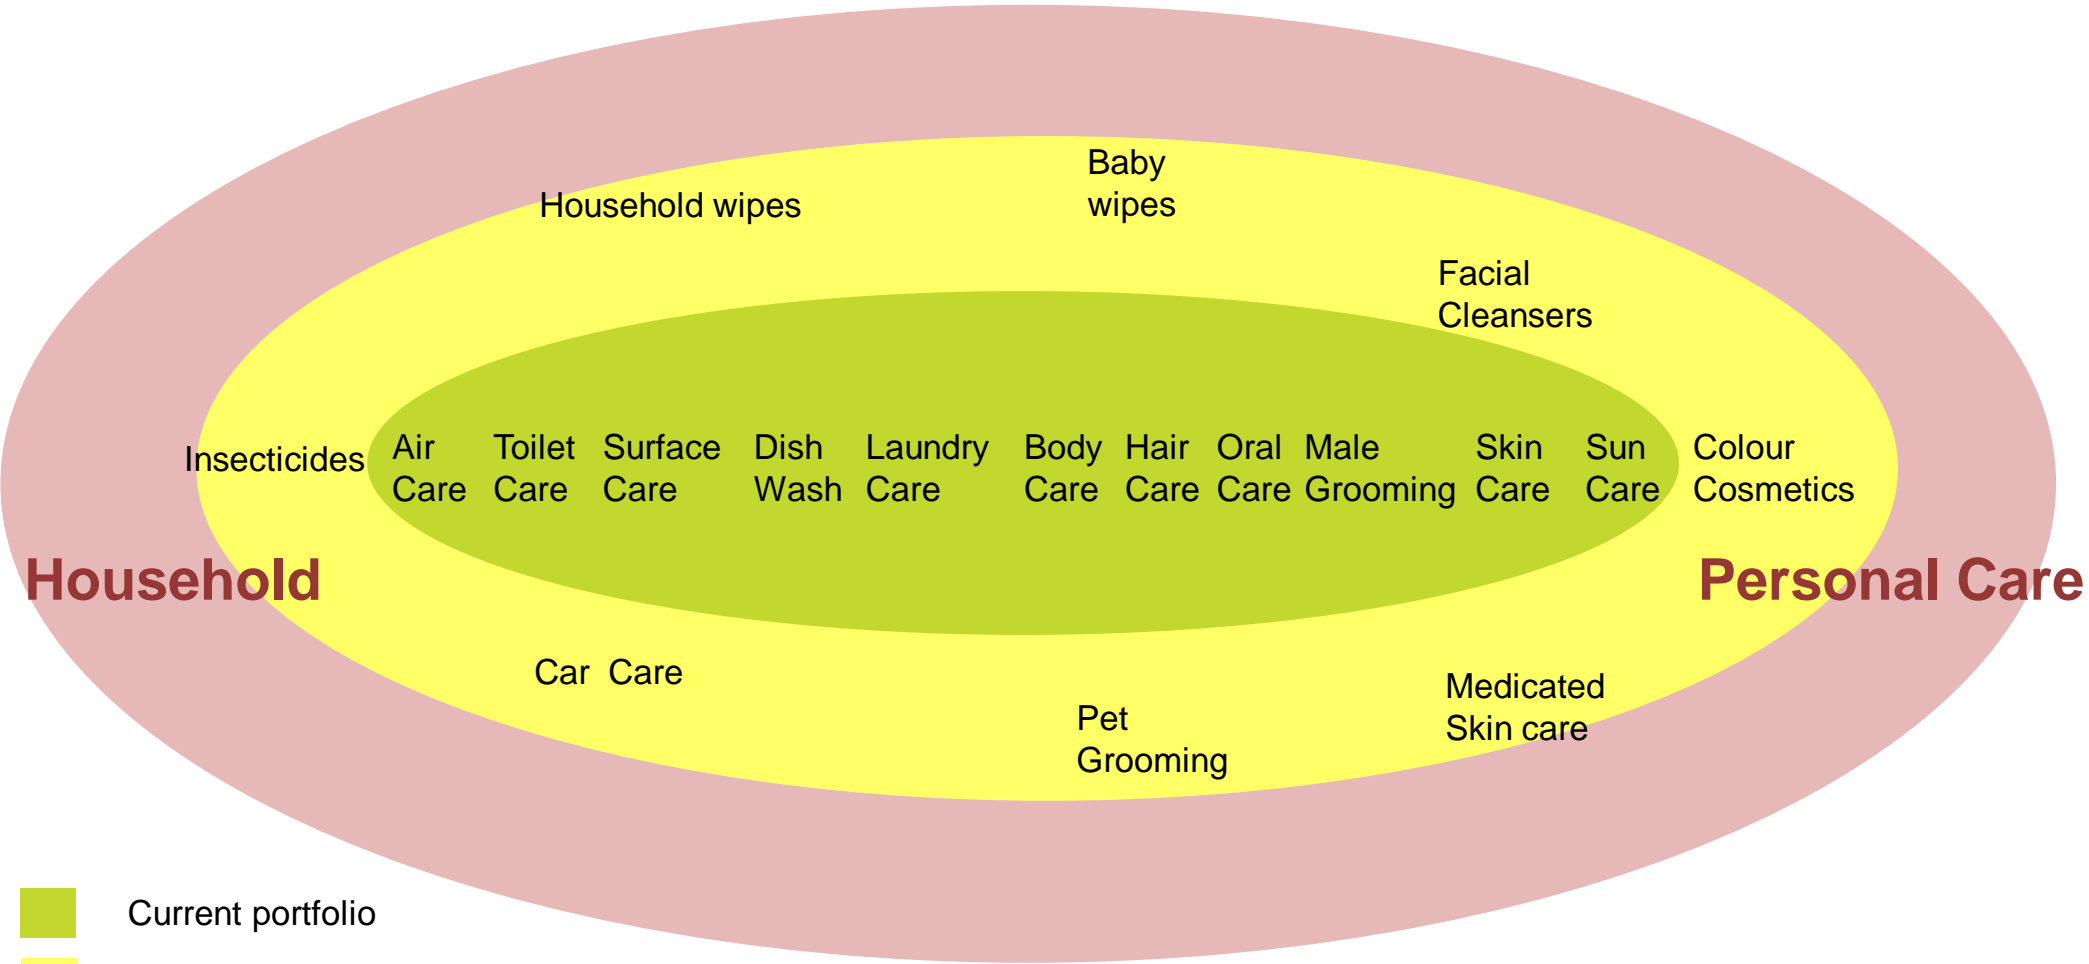 Baby
wipes
Household wipes
Facial
Cleansers
Insecticides
Air
Care
Toilet
Care
Surface
Care
Dish
Wash
Laundry
Care
Body
Care
Hair
Care
Oral
Care
Male
Grooming
Skin
Care
Sun
Care
Colour
Cosmetics
Household
Personal Care
Car Care
Pet
Grooming
Medicated
Skin care
Current portfolio